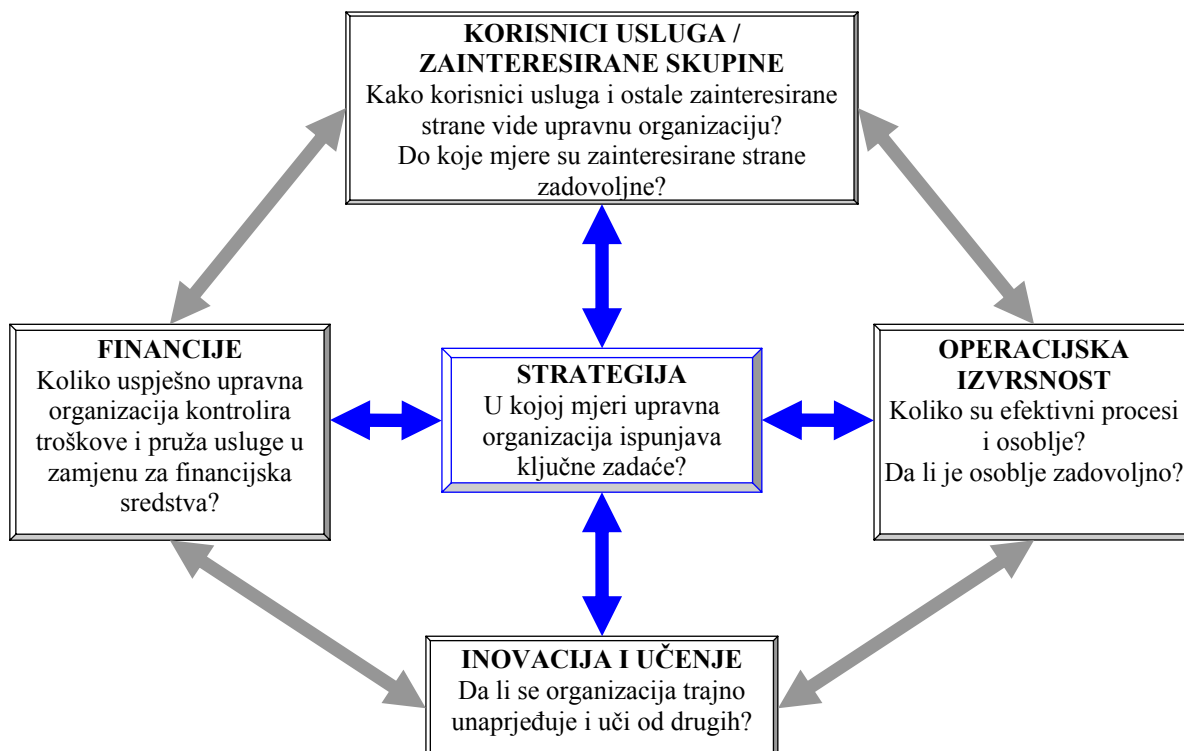 KORISNICI USLUGA /
ZAINTERESIRANE SKUPINE
Kako korisnici usluga i ostale zainteresirane
strane vide upravnu organizaciju?
Do koje mjere su zainteresirane strane
zadovoljne?
FINANCIJE
Koliko uspješno upravna
organizacija kontrolira
troškove i pruža usluge u
zamjenu za financijska
sredstva?
STRATEGIJA
U kojoj mjeri upravna
organizacija ispunjava
ključne zadaće?
OPERACIJSKA
IZVRSNOST
Koliko su efektivni procesi
i osoblje?
Da li je osoblje zadovoljno?
INOVACIJA I UČENJE
Da li se organizacija trajno
unaprjeđuje i uči od drugih?